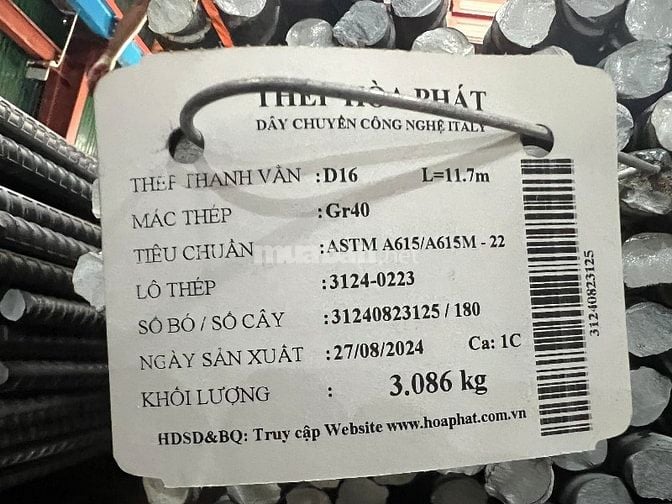 THÉP HÒA PHÁT
DÂY CHUYỀN CÔNG NGHỆ ITALY
THÉP THANH VẰN : D16 L=11.7m
MÁC THÉP : Gr40
TIÊU CHUẨN : ASTM A615/A615M - 22
LÔ THÉP : 3124-0223
SỐ BÓ / SỐ CÂY : 31240823125 / 180
NGÀY SẢN XUẤT : 27/08/2024 Ca: 1C
KHỐI LƯỢNG : 3.086 kg
HDSD&BQ: Truy cập Website www.hoaphat.com.vn
31240823125